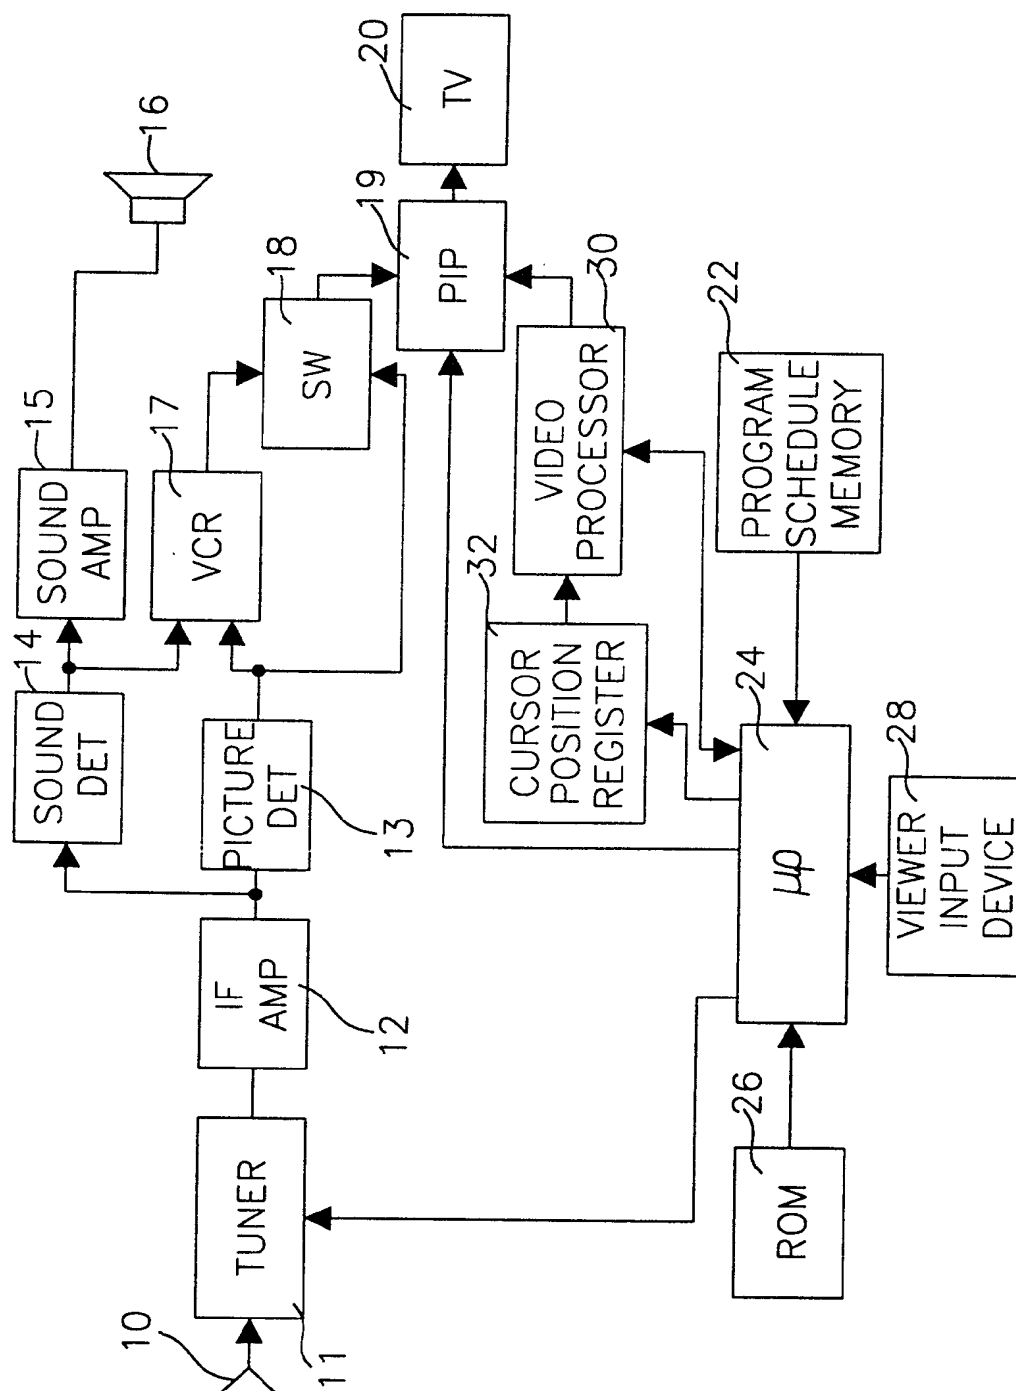 10
11
TUNER
IF
AMP
12
PICTURE
DET
13
SOUND
DET
14
SOUND
AMP
15
16
VCR
17
SW
18
PIP
19
TV
20
VIDEO
PROCESSOR
30
CURSOR
POSITION
REGISTER
32
PROGRAM
SCHEDULE
MEMORY
22
μp
24
VIEWER
INPUT
DEVICE
28
ROM
26